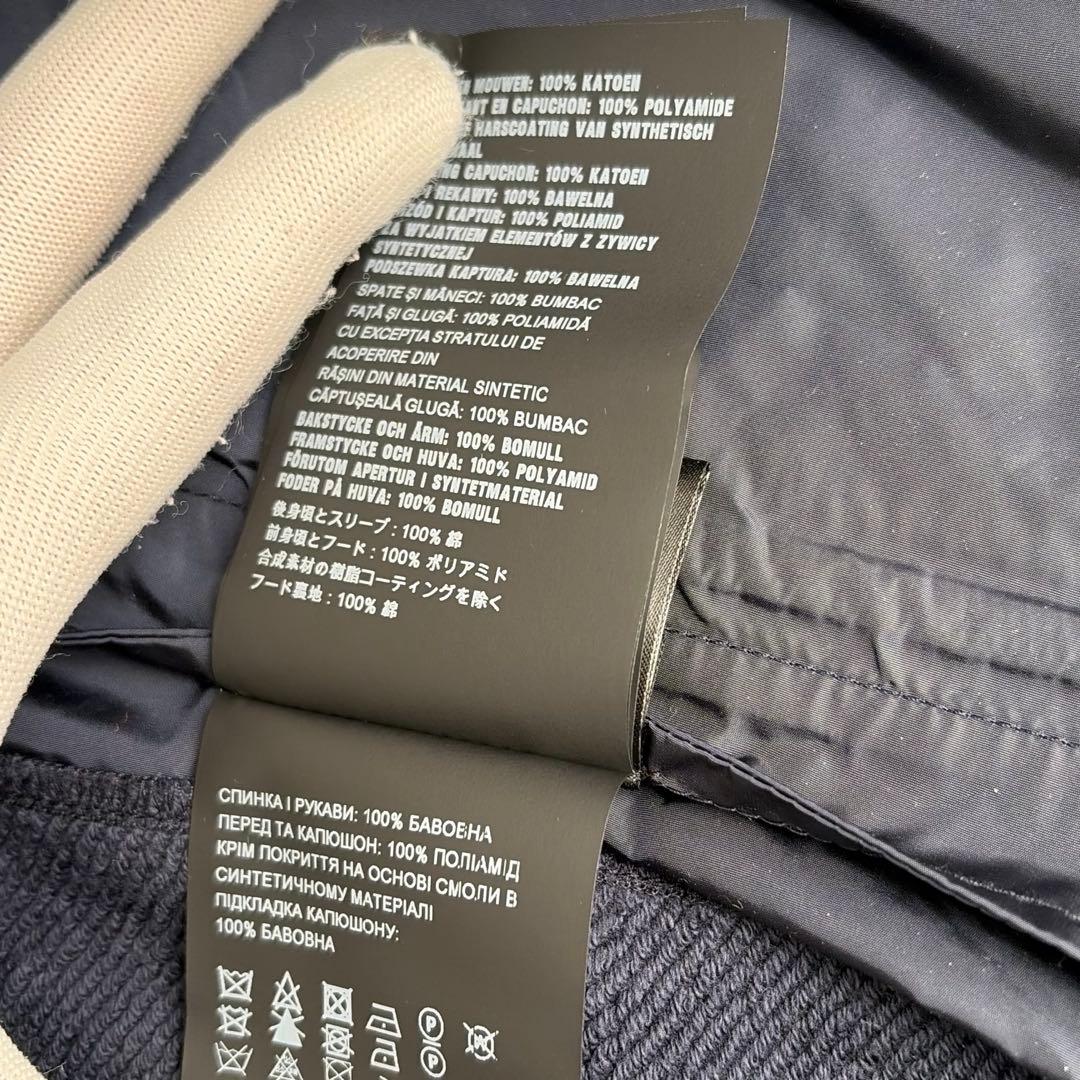 MOUWEN: 100% KATOEN
EN CAPUCHON: 100% POLYAMIDE
HARSCOATING VAN SYNTHETISCH
CAPUCHON: 100% KATOEN
I REKAWY: 100% BAWELNA
I KAPTUR: 100% POLIAMID
WYJATKIEM ELEMENTÓW Z ZYWICY
SYNTETYCZNEJ
PODSZEWKA KAPTURA: 100% BAWELNA
SPATE ȘI MÂNECI: 100% BUMBAC
FAȚĂ ȘI GLUGĂ: 100% POLIAMIDĂ
CU EXCEPȚIA STRATULUI DE
ACOPERIRE DIN
RĂȘINI DIN MATERIAL SINTETIC
CĂPTUȘEALĂ GLUGĂ: 100% BUMBAC
BAKSTYCKE OCH ÄRM: 100% BOMULL
FRAMSTYCKE OCH HUVA: 100% POLYAMID
FÖRUTOM APERTUR I SYNTETMATERIAL
FODER PÅ HUVA: 100% BOMULL
後身頃とスリーブ : 100% 綿
前身頃とフード : 100% ポリアミド
合成素材の樹脂コーティングを除く
フード裏地 : 100% 綿
СПИНКА І РУКАВИ: 100% БАВОВНА
ПЕРЕД ТА КАПЮШОН: 100% ПОЛІАМІД
КРІМ ПОКРИТТЯ НА ОСНОВІ СМОЛИ В
СИНТЕТИЧНОМУ МАТЕРІАЛІ
ПІДКЛАДКА КАПЮШОНУ:
100% БАВОВНА
P
P